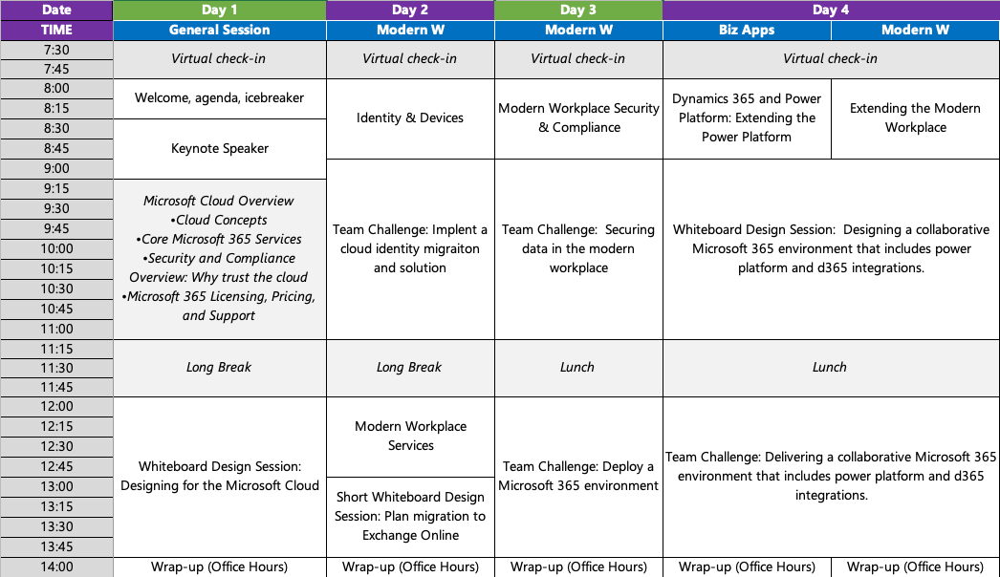 Date Day 1 Day 2 Day 3 Day 4
TIME General Session Modern W Modern W Biz Apps Modern W
7:30
7:45
Virtual check-in Virtual check-in Virtual check-in Virtual check-in
8:00
8:15
8:30
8:45
9:00
9:15
9:30
9:45
10:00
10:15
10:30
10:45
11:00
11:15
11:30
11:45
12:00
12:15
12:30
12:45
13:00
13:15
13:30
13:45
Welcome, agenda, icebreaker
Keynote Speaker
Microsoft Cloud Overview
•Cloud Concepts
•Core Microsoft 365 Services
•Security and Compliance
Overview: Why trust the cloud
•Microsoft 365 Licensing, Pricing,
and Support
Long Break
Whiteboard Design Session:
Designing for the Microsoft Cloud
Identity & Devices
Team Challenge: Implent a
cloud identity migraiton
and solution
Long Break
Modern Workplace
Services
Short Whiteboard Design
Session: Plan migration to
Exchange Online
Modern Workplace Security
& Compliance
Team Challenge:  Securing
data in the modern
workplace
Lunch
Team Challenge: Deploy a
Microsoft 365 environment
Dynamics 365 and Power
Platform: Extending the
Power Platform
Extending the Modern
Workplace
Whiteboard Design Session:  Designing a collaborative
Microsoft 365 environment that includes power
platform and d365 integrations.
Lunch
Team Challenge: Delivering a collaborative Microsoft 365
environment that includes power platform and d365
integrations.
14:00 Wrap-up (Office Hours) Wrap-up (Office Hours) Wrap-up (Office Hours) Wrap-up (Office Hours) Wrap-up (Office Hours)